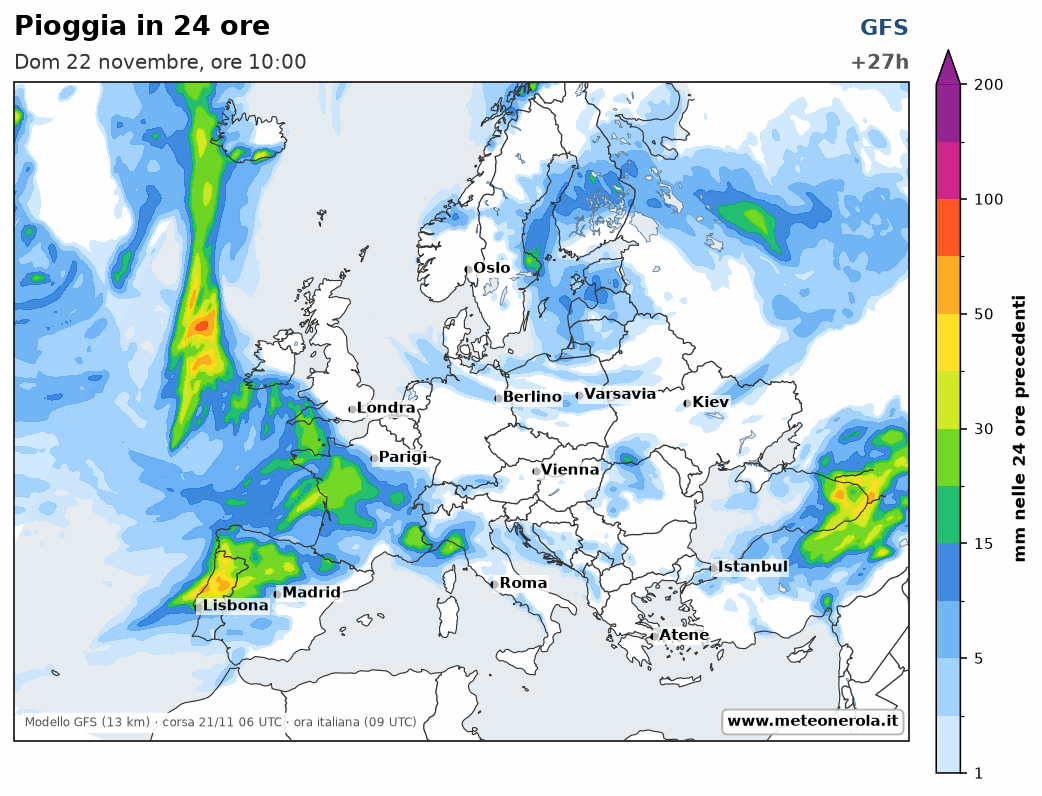 Pioggia in 24 ore
GFS
Dom 22 novembre, ore 10:00
+27h
200
100
50
30
15
5
1
mm nelle 24 ore precedenti
Oslo
Londra
Berlino
Varsavia
Kiev
Parigi
Vienna
Istanbul
Roma
Madrid
Lisbona
Atene
Modello GFS (13 km) · corsa 21/11 06 UTC · ora italiana (09 UTC)
www.meteonerola.it